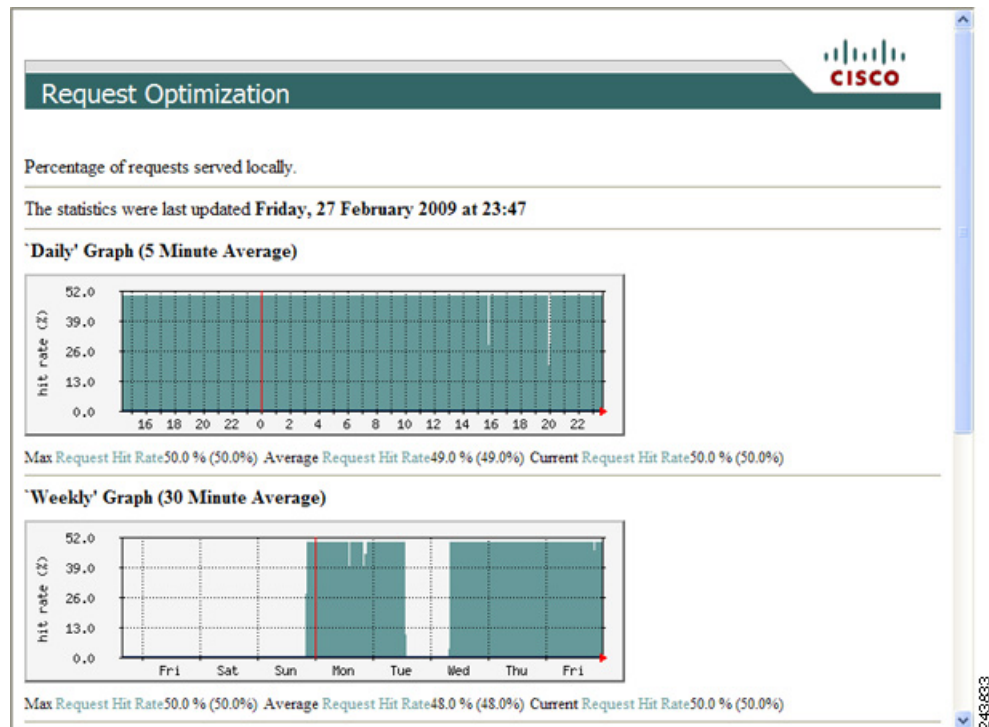 CISCO
Request Optimization
Percentage of requests served locally.
The statistics were last updated Friday, 27 February 2009 at 23:47
`Daily' Graph (5 Minute Average)
52.0
39.0
26.0
13.0
0.0
hit rate (%)
16 18 20 22 0 2 4 6 8 10 12 14 16 18 20 22
Max Request Hit Rate50.0 % (50.0%) Average Request Hit Rate49.0 % (49.0%) Current Request Hit Rate50.0 % (50.0%)
`Weekly' Graph (30 Minute Average)
52.0
39.0
26.0
13.0
0.0
hit rate (%)
Fri Sat Sun Mon Tue Wed Thu Fri
Max Request Hit Rate50.0 % (50.0%) Average Request Hit Rate48.0 % (48.0%) Current Request Hit Rate50.0 % (50.0%)
243833